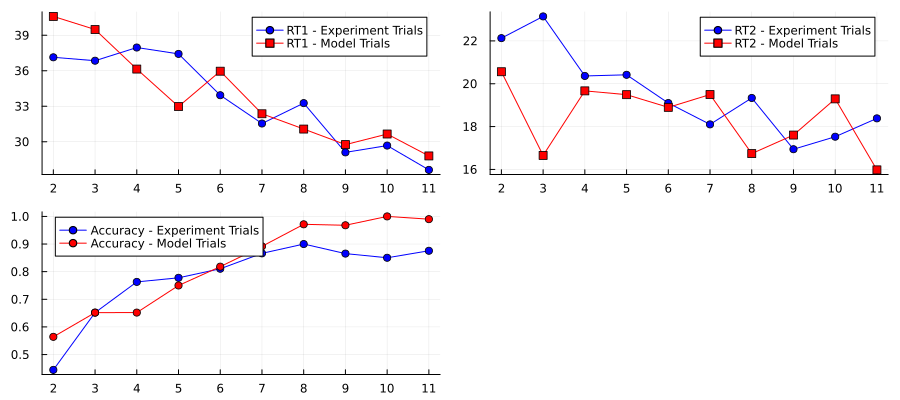 RT1 - Experiment Trials
RT1 - Model Trials
39
36
33
30
2 3 4 5 6 7 8 9 10 11
RT2 - Experiment Trials
RT2 - Model Trials
22
20
18
16
2 3 4 5 6 7 8 9 10 11
Accuracy - Experiment Trials
Accuracy - Model Trials
1.0
0.9
0.8
0.7
0.6
0.5
2 3 4 5 6 7 8 9 10 11